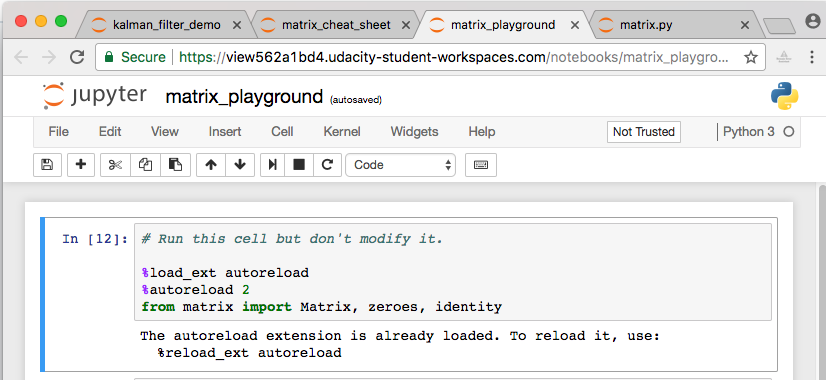 kalman_filter_demo
matrix_cheat_sheet
matrix_playground
matrix.py
Secure
https://view562a1bd4.udacity-student-workspaces.com/notebooks/matrix_playgro...
jupyter matrix_playground (autosaved)
File Edit View Insert Cell Kernel Widgets Help Not Trusted Python 3
Code
In [12]: # Run this cell but don't modify it.
%load_ext autoreload
%autoreload 2
from matrix import Matrix, zeroes, identity
The autoreload extension is already loaded. To reload it, use:
%reload_ext autoreload